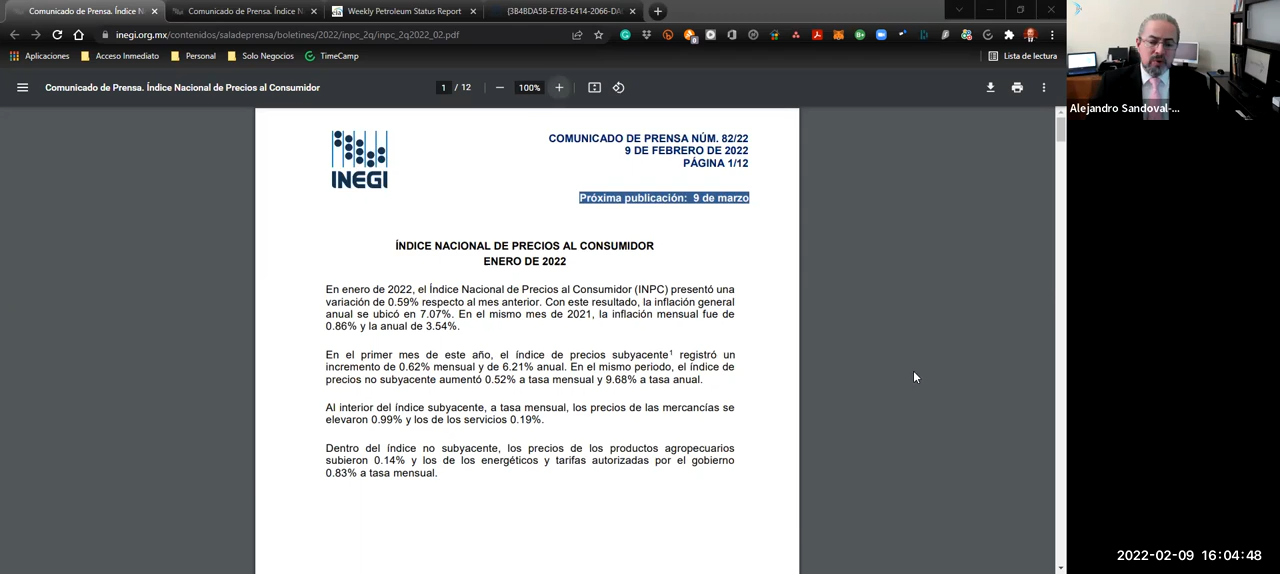 Comunicado de Prensa. Índice N
Comunicado de Prensa. Índice N
eia
Weekly Petroleum Status Report
{3B4BDA5B-E7E8-E414-2066-DA
inegi.org.mx/contenidos/saladeprensa/boletines/2022/inpc_2q/inpc_2q2022_02.pdf
Aplicaciones
Acceso Inmediato
Personal
Solo Negocios
TimeCamp
Lista de lectura
Comunicado de Prensa. Índice Nacional de Precios al Consumidor
1 / 12
100%
Alejandro Sandoval-...
INEGI
COMUNICADO DE PRENSA NÚM. 82/22
9 DE FEBRERO DE 2022
PÁGINA 1/12
Próxima publicación: 9 de marzo
ÍNDICE NACIONAL DE PRECIOS AL CONSUMIDOR
ENERO DE 2022
En enero de 2022, el Índice Nacional de Precios al Consumidor (INPC) presentó una
variación de 0.59% respecto al mes anterior. Con este resultado, la inflación general
anual se ubicó en 7.07%. En el mismo mes de 2021, la inflación mensual fue de
0.86% y la anual de 3.54%.
En el primer mes de este año, el índice de precios subyacente¹ registró un
incremento de 0.62% mensual y de 6.21% anual. En el mismo periodo, el índice de
precios no subyacente aumentó 0.52% a tasa mensual y 9.68% a tasa anual.
Al interior del índice subyacente, a tasa mensual, los precios de las mercancías se
elevaron 0.99% y los de los servicios 0.19%.
Dentro del índice no subyacente, los precios de los productos agropecuarios
subieron 0.14% y los de los energéticos y tarifas autorizadas por el gobierno
0.83% a tasa mensual.
2022-02-09 16:04:48